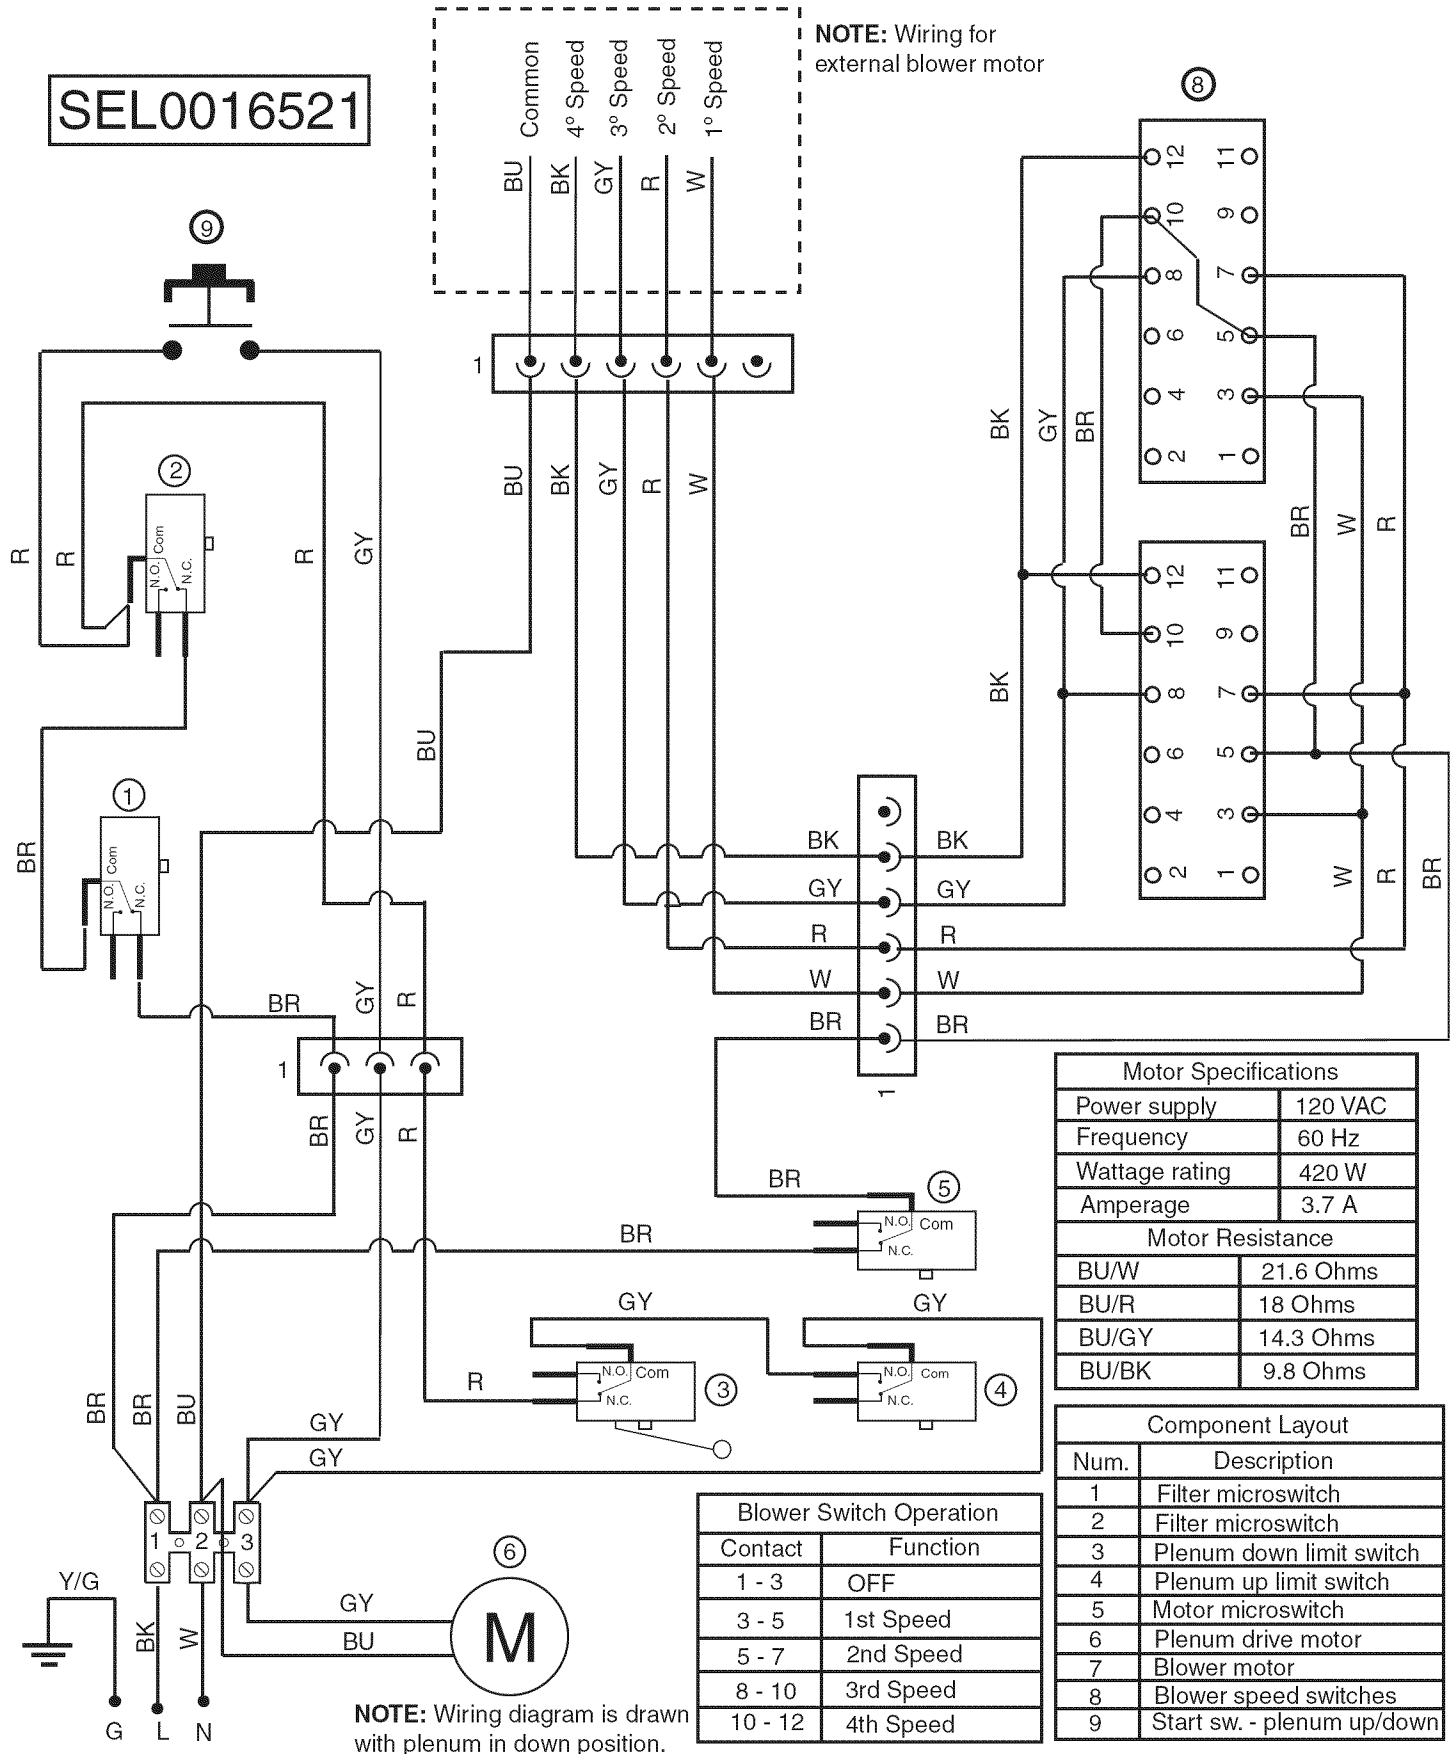 NOTE: Wiring for
external blower motor
SEL0016521
Common
4º Speed
3º Speed
2º Speed
1º Speed
BU
BK
GY
R
W
8
9
12
11
10
9
8
7
6
5
4
3
2
1
1
BU
BK
GY
R
W
BK
GY
BR
BR
W
R
2
Com
N.O.
N.C.
R
R
R
GY
12
11
10
9
8
7
6
5
4
3
2
1
BK
BU
1
Com
N.O.
N.C.
BR
BK
BK
GY
GY
R
R
W
W
BR
BR
W
R
BR
1
BR
GY
R
1
BR
GY
R
BR
5
N.O.
Com
N.C.
BR
GY
GY
N.O.
Com
N.C.
3
N.O.
Com
N.C.
4
R
BR
BR
BU
GY
GY
1
2
3
Y/G
BK
W
GY
BU
6
M
G
L
N
NOTE: Wiring diagram is drawn
with plenum in down position.
Motor Specifications
Power supply 120 VAC
Frequency 60 Hz
Wattage rating 420 W
Amperage 3.7 A
Motor Resistance
BU/W 21.6 Ohms
BU/R 18 Ohms
BU/GY 14.3 Ohms
BU/BK 9.8 Ohms
Blower Switch Operation
Contact Function
1 - 3 OFF
3 - 5 1st Speed
5 - 7 2nd Speed
8 - 10 3rd Speed
10 - 12 4th Speed
Component Layout
Num. Description
1 Filter microswitch
2 Filter microswitch
3 Plenum down limit switch
4 Plenum up limit switch
5 Motor microswitch
6 Plenum drive motor
7 Blower motor
8 Blower speed switches
9 Start sw. - plenum up/down